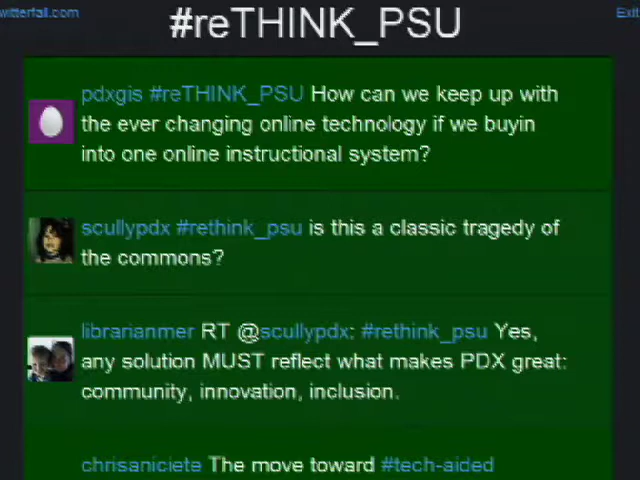 witterfall.com
Exit
#reTHINK_PSU
pdxgis #reTHINK_PSU How can we keep up with
the ever changing online technology if we buyin
into one online instructional system?
scullypdx #rethink_psu is this a classic tragedy of
the commons?
librarianmer RT @scullypdx: #rethink_psu Yes,
any solution MUST reflect what makes PDX great:
community, innovation, inclusion.
chrisaniciete The move toward #tech-aided